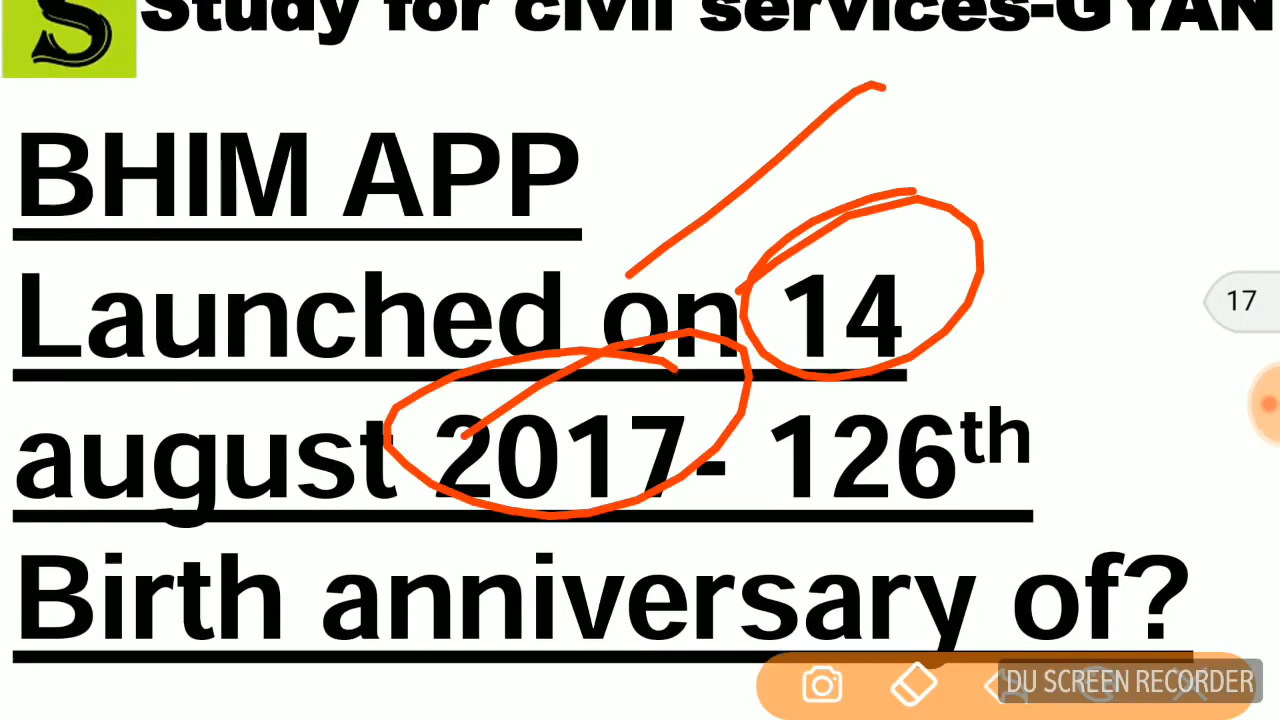 S Study for civil services-GYAN
BHIM APP
Launched on 14
17
august 2017- 126th
Birth anniversary of?
DU SCREEN RECORDER